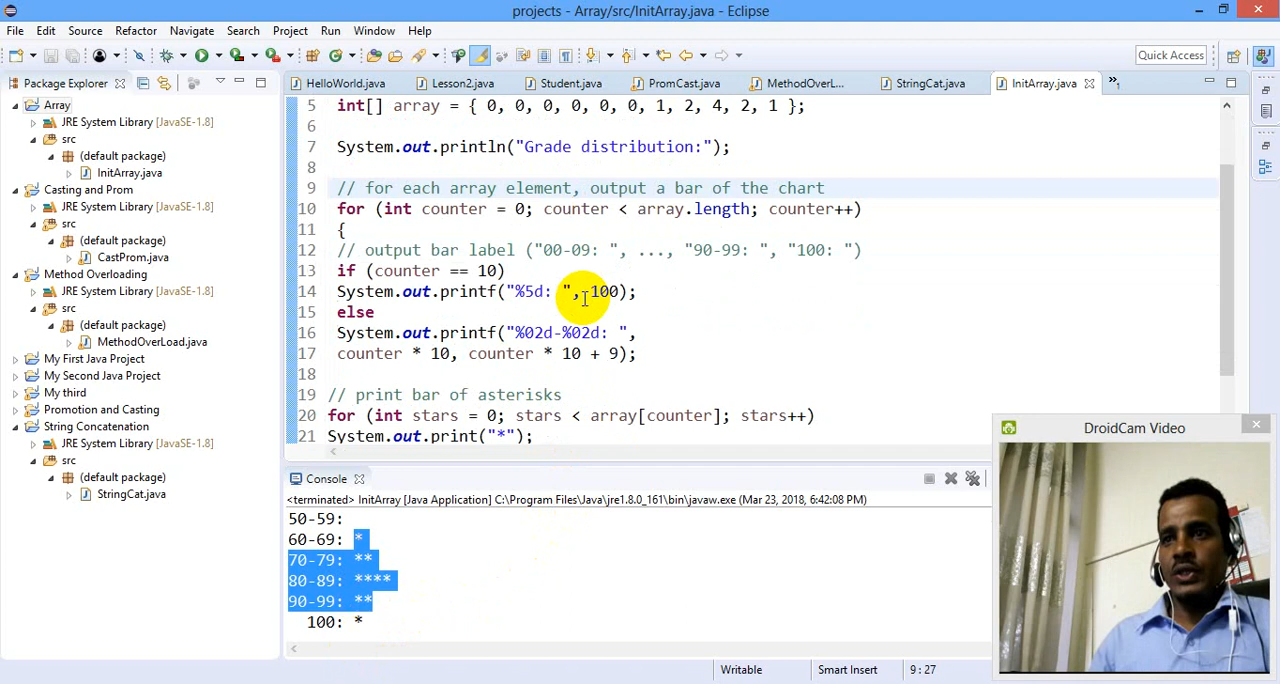 projects - Array/src/InitArray.java - Eclipse
File Edit Source Refactor Navigate Search Project Run Window Help
Quick Access
Package Explorer
HelloWorld.java Lesson2.java Student.java PromCast.java MethodOverL... StringCat.java InitArray.java »1
Array
JRE System Library [JavaSE-1.8]
src
(default package)
InitArray.java
Casting and Prom
JRE System Library [JavaSE-1.8]
src
(default package)
CastProm.java
Method Overloading
JRE System Library [JavaSE-1.8]
src
(default package)
MethodOverLoad.java
My First Java Project
My Second Java Project
My third
Promotion and Casting
String Concatenation
JRE System Library [JavaSE-1.8]
src
(default package)
StringCat.java
5 int[] array = { 0, 0, 0, 0, 0, 0, 1, 2, 4, 2, 1 };
6
7 System.out.println("Grade distribution:");
8
9 // for each array element, output a bar of the chart
10 for (int counter = 0; counter < array.length; counter++)
11 {
12 // output bar label ("00-09: ", ..., "90-99: ", "100: ")
13 if (counter == 10)
14 System.out.printf("%5d: ", 100);
15 else
16 System.out.printf("%02d-%02d: ",
17 counter * 10, counter * 10 + 9);
18
19 // print bar of asterisks
20 for (int stars = 0; stars < array[counter]; stars++)
21 System.out.print("*");
Console
<terminated> InitArray [Java Application] C:\Program Files\Java\jre1.8.0_161\bin\javaw.exe (Mar 23, 2018, 6:42:08 PM)
50-59:
60-69: *
70-79: **
80-89: ****
90-99: **
100: *
DroidCam Video
Writable Smart Insert 9 : 27